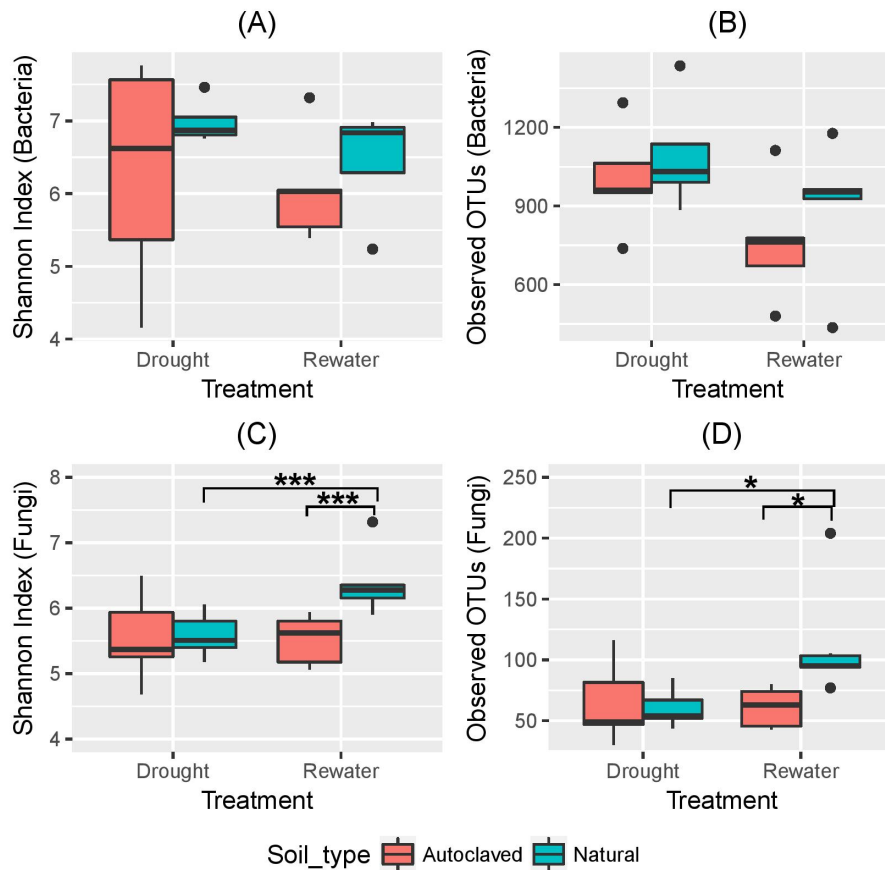 (A)
Shannon Index (Bacteria)
7
6
5
4
Drought
Rewater
Treatment
(B)
Observed OTUs (Bacteria)
1200
900
600
Drought
Rewater
Treatment
(C)
Shannon Index (Fungi)
8
7
6
5
4
***
***
Drought
Rewater
Treatment
(D)
Observed OTUs (Fungi)
250
200
150
100
50
*
*
Drought
Rewater
Treatment
Soil_type Autoclaved Natural